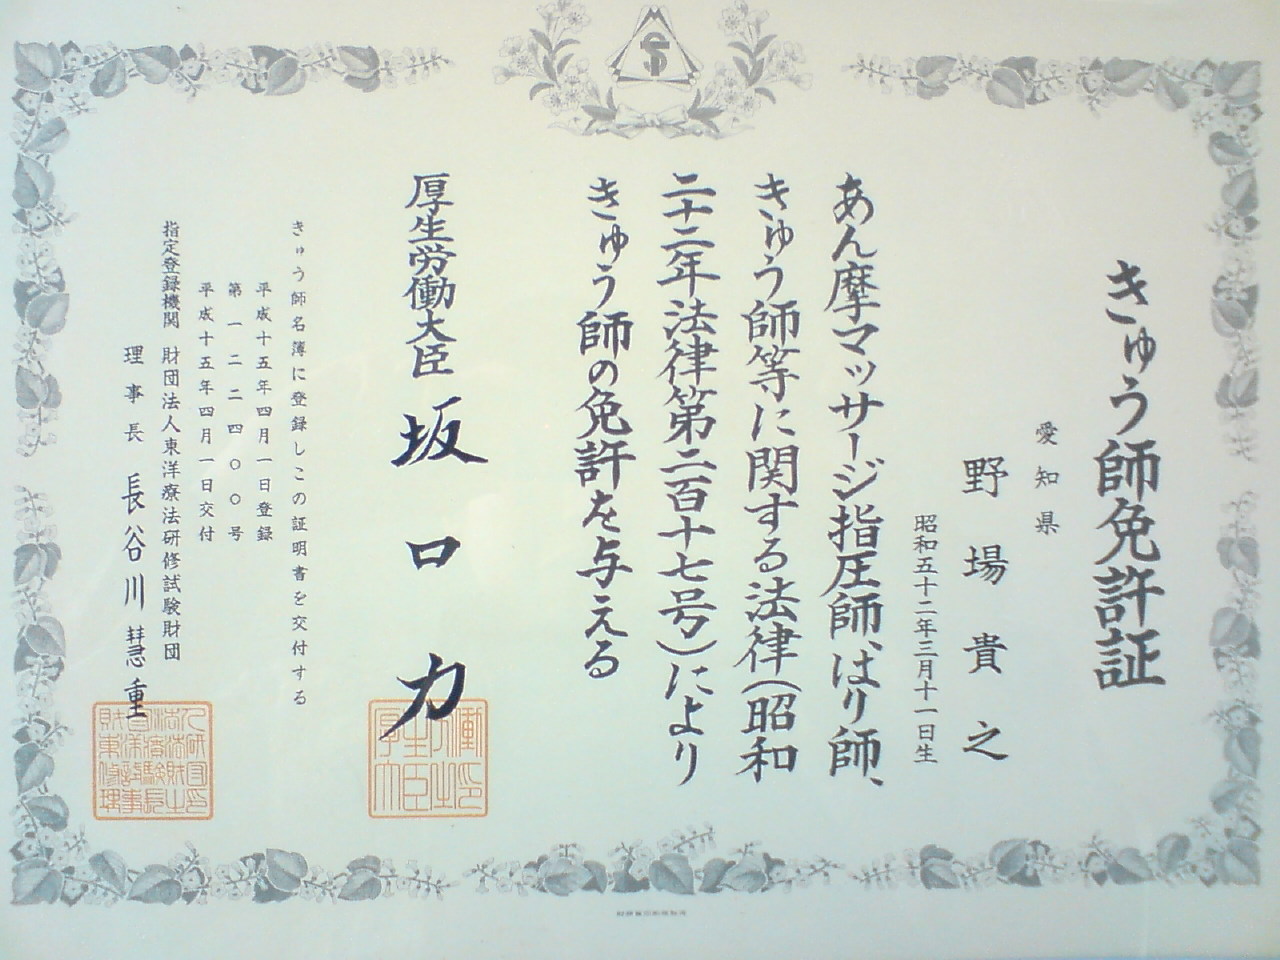 きゅう師免許証
愛知県
野場貴之
昭和五十二年三月十一日生
あん摩マッサージ指圧師、はり師、
きゅう師等に関する法律(昭和
二十二年法律第二百十七号)により
きゅう師の免許を与える
厚生労働大臣 坂口力
きゅう師名簿に登録しこの証明書を交付する
平成十五年四月一日登録
第一二二四〇〇号
平成十五年四月一日交付
指定登録機関 財団法人東洋療法研修試験財団
理事長 長谷川慧重